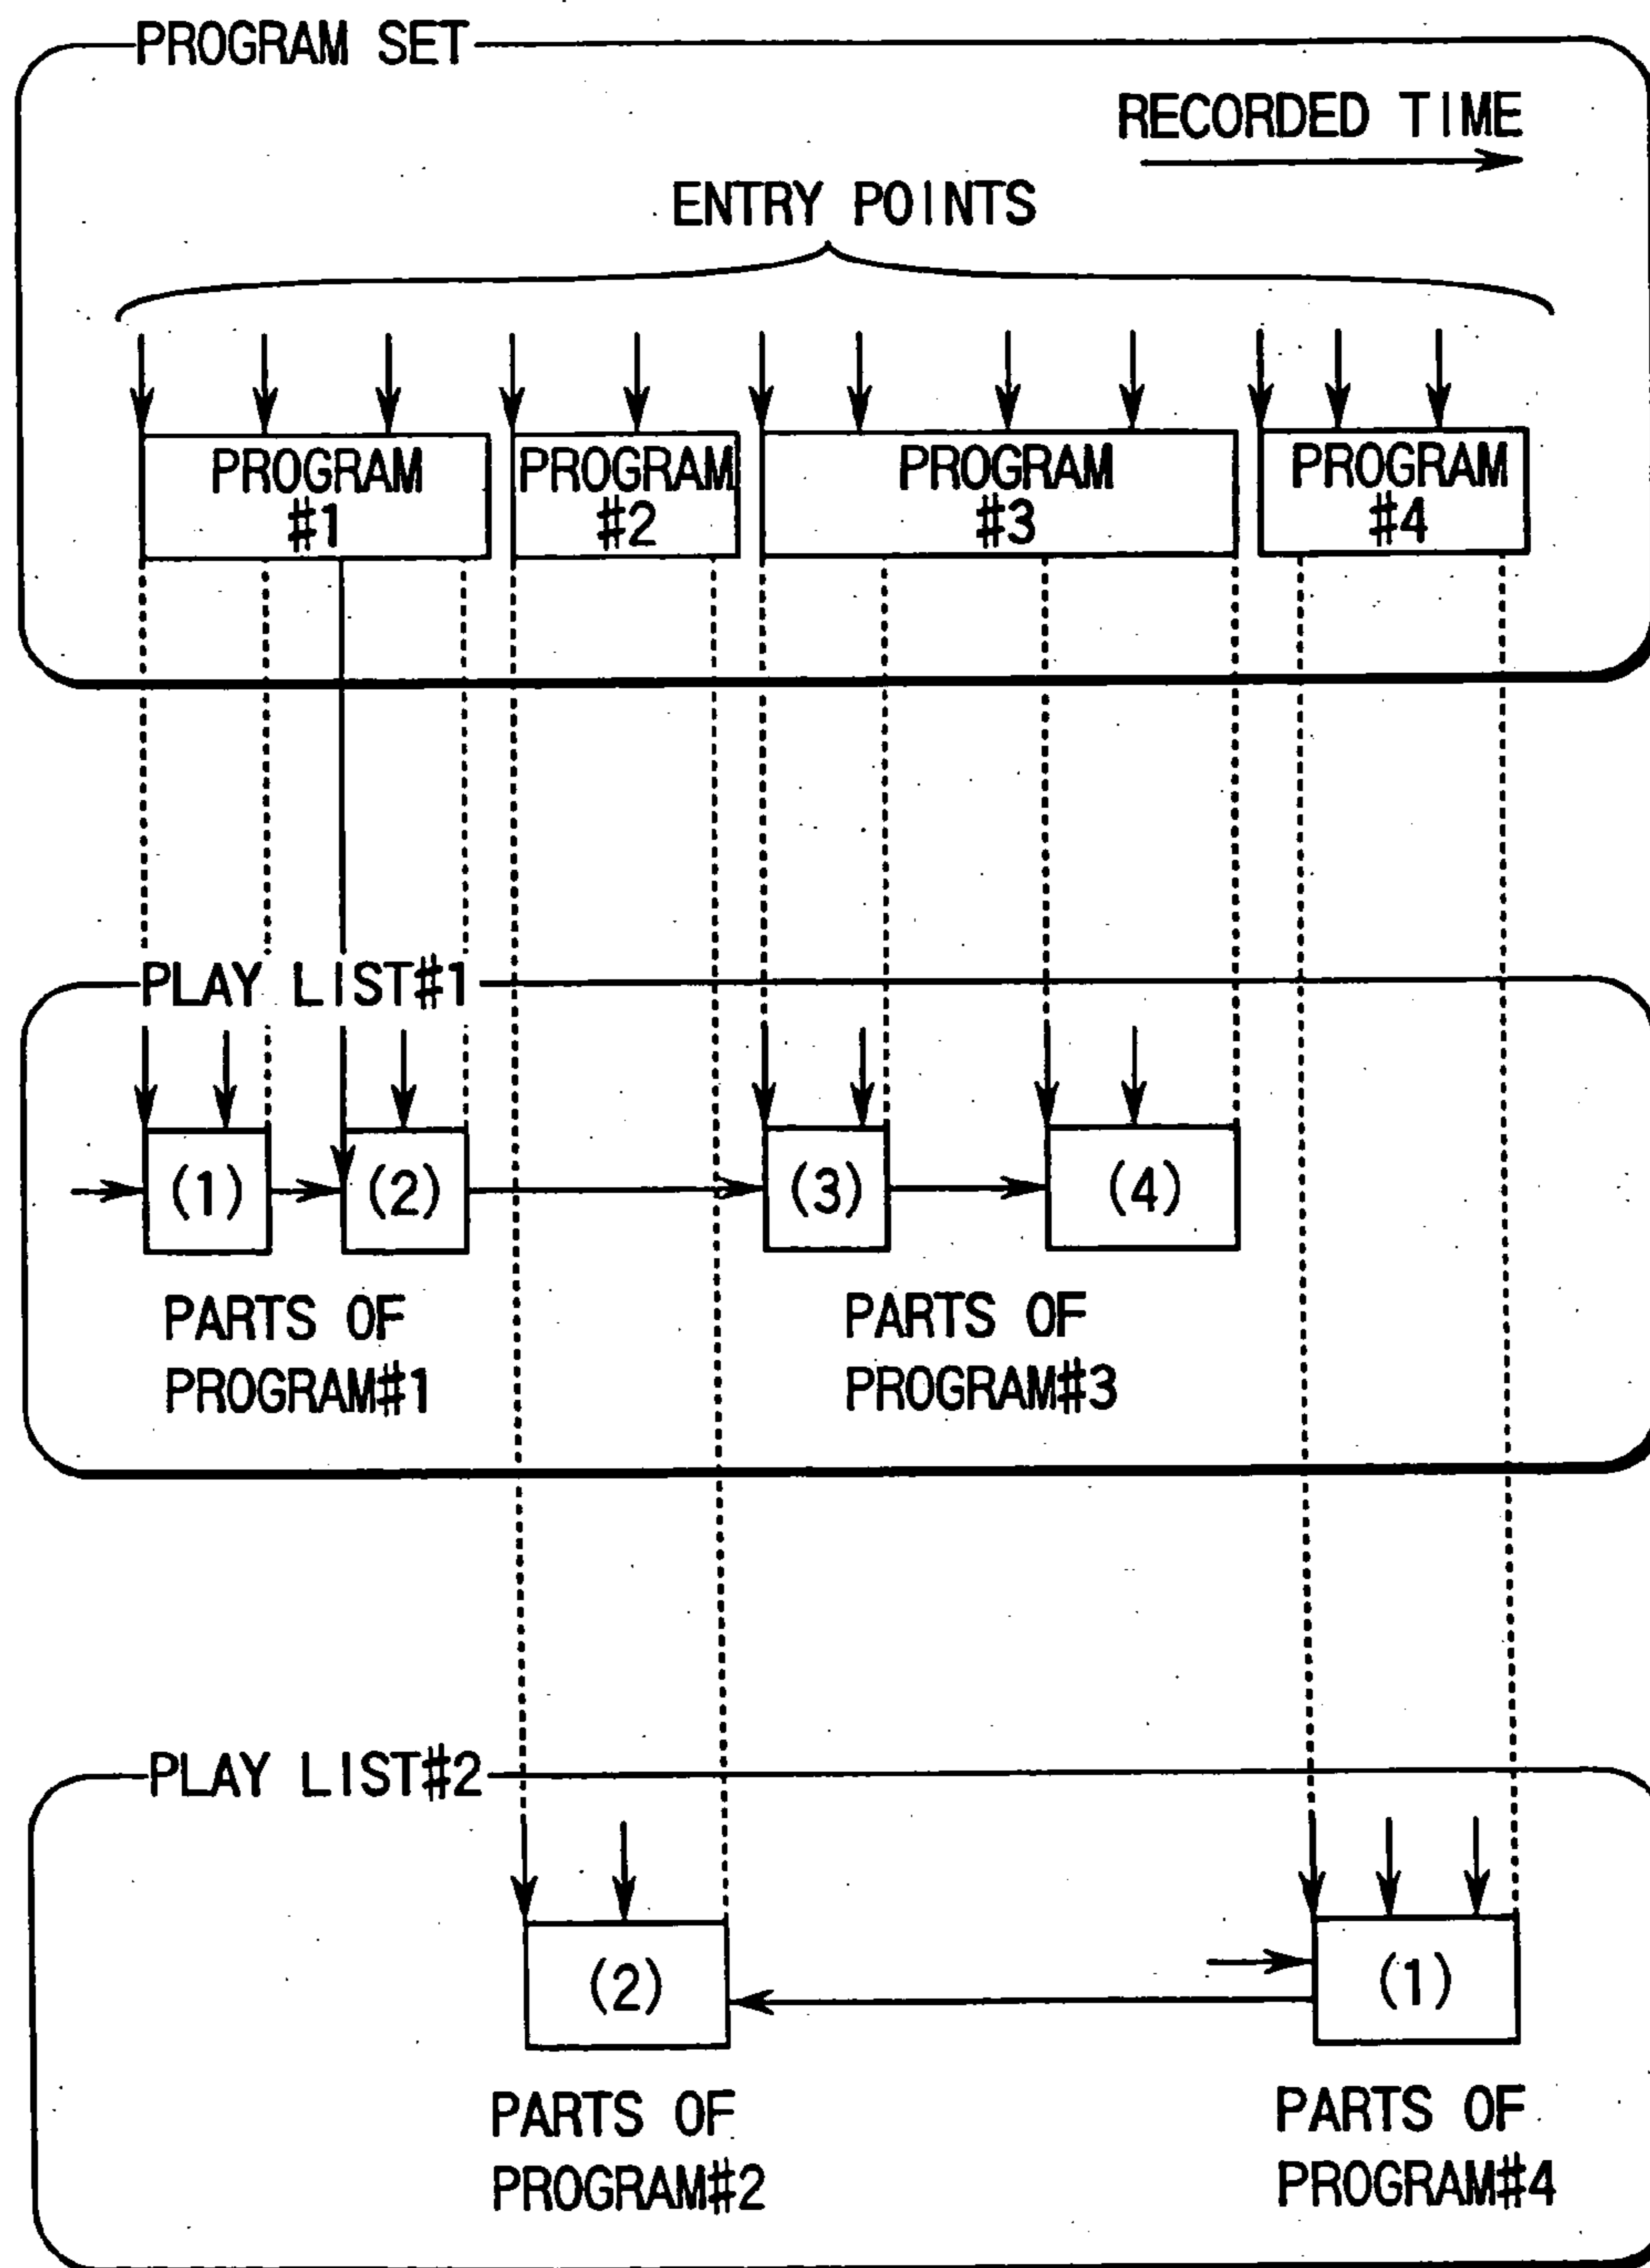 PROGRAM SET
RECORDED TIME
ENTRY POINTS
PROGRAM
#1
PROGRAM
#2
PROGRAM
#3
PROGRAM
#4
PLAY LIST#1
(1)
(2)
(3)
(4)
PARTS OF
PROGRAM#1
PARTS OF
PROGRAM#3
PLAY LIST#2
(2)
(1)
PARTS OF
PROGRAM#2
PARTS OF
PROGRAM#4